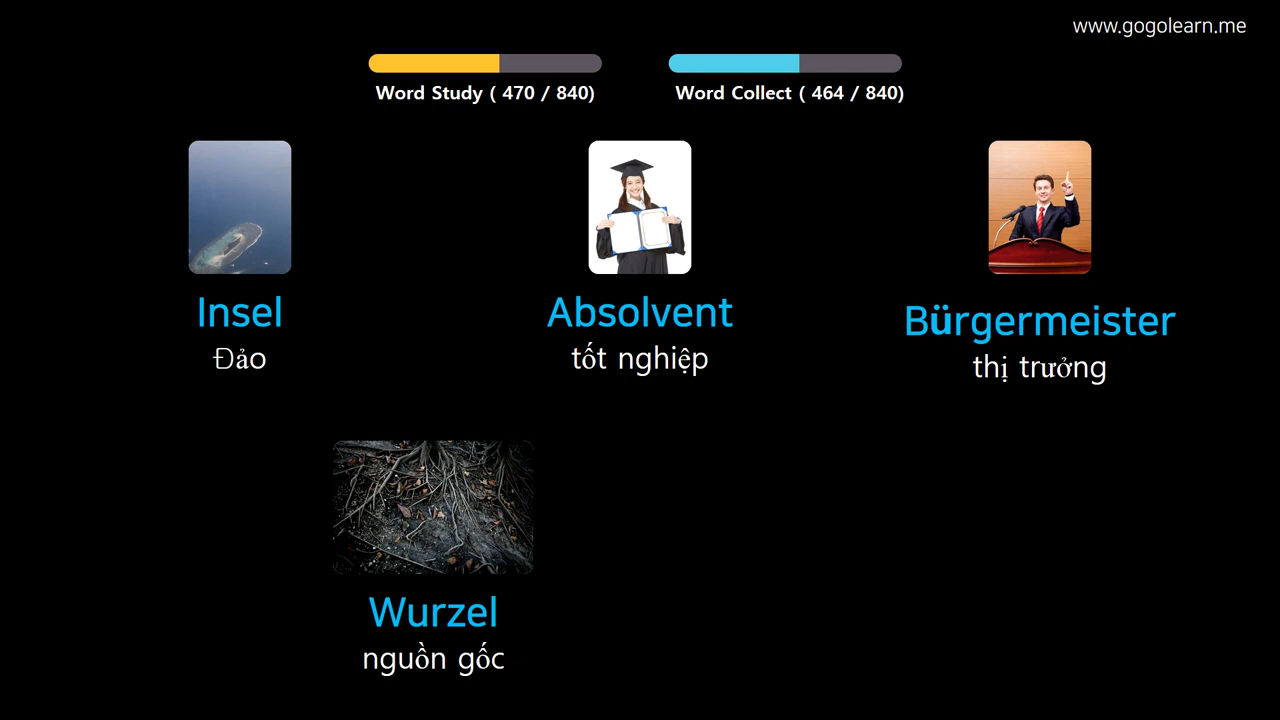 www.gogolearn.me
Word Study ( 470 / 840)
Word Collect ( 464 / 840)
Insel
Đảo
Absolvent
tốt nghiệp
Bürgermeister
thị trưởng
Wurzel
nguồn gốc